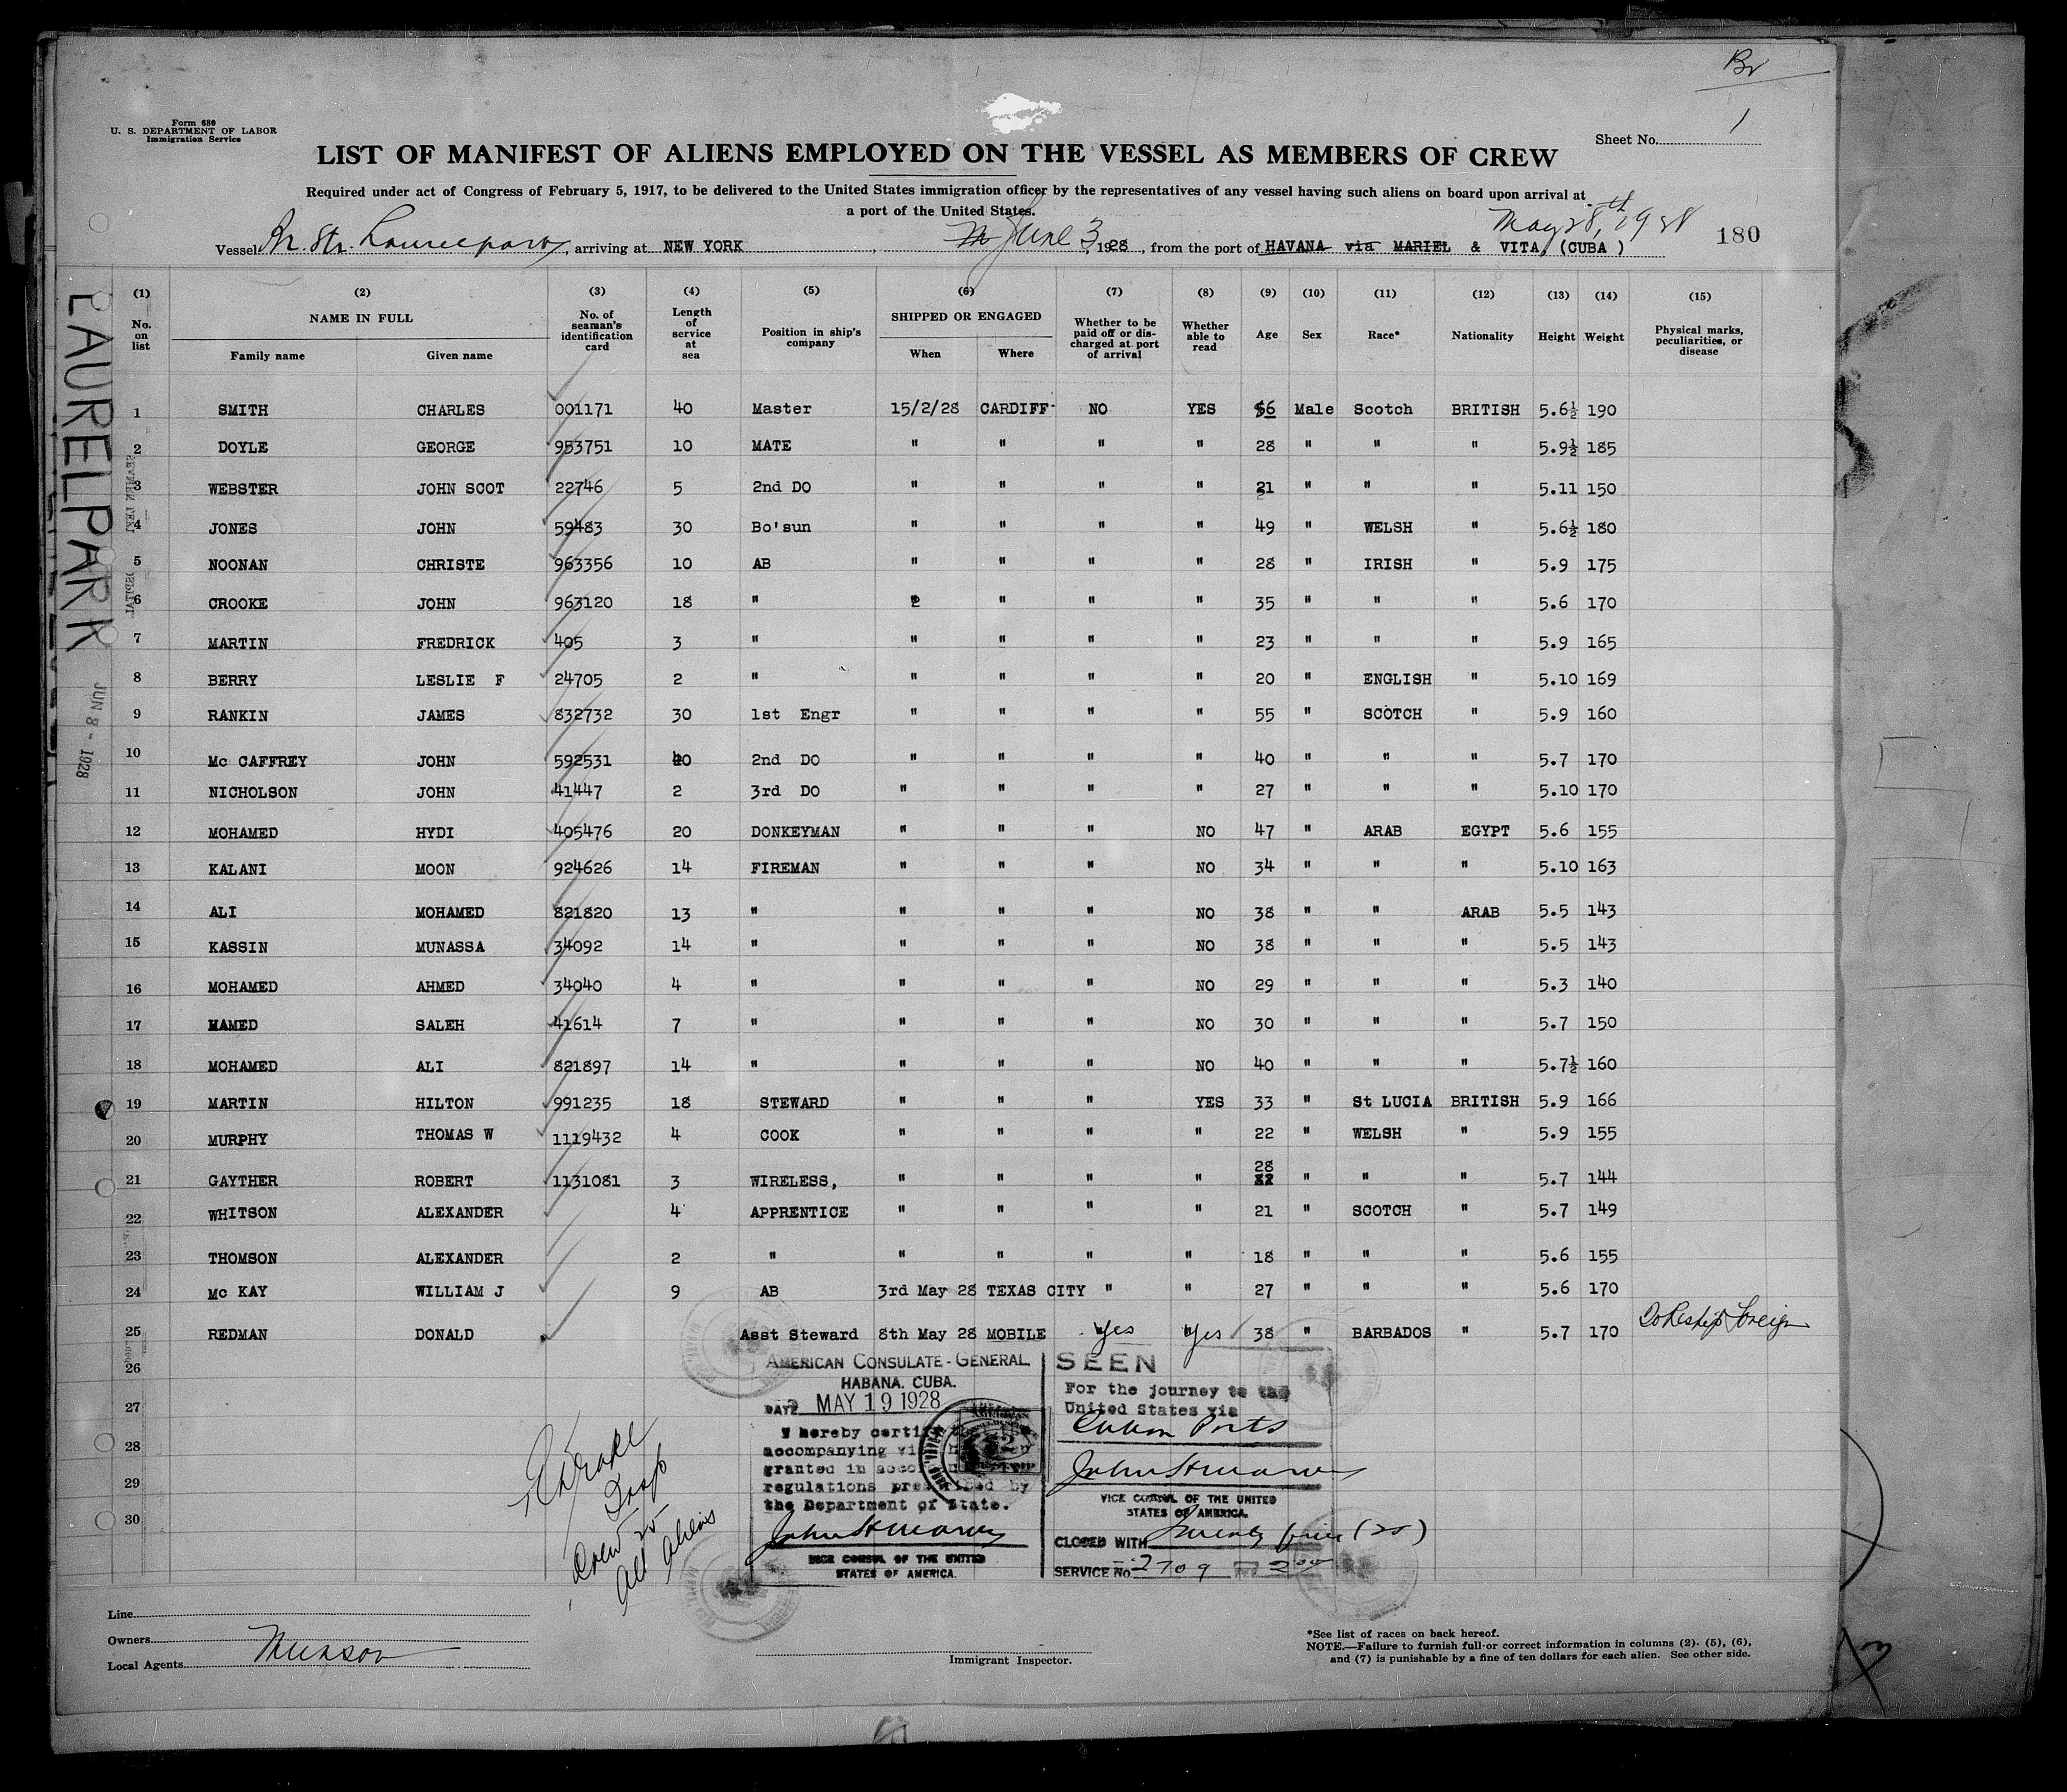 Br
Form 680
U. S. DEPARTMENT OF LABOR
Immigration Service
Sheet No. 1
LIST OF MANIFEST OF ALIENS EMPLOYED ON THE VESSEL AS MEMBERS OF CREW
Required under act of Congress of February 5, 1917, to be delivered to the United States immigration officer by the representatives of any vessel having such aliens on board upon arrival at
a port of the United States.
May 28, th 1928
Vessel Br. Str. Laurelpark, arriving at NEW YORK, June 3, 1928, from the port of HAVANA via MARIEL & VITA, (CUBA )
180
LAURELPARK
JUN 8 - 1928
(1) (2) (3) (4) (5) (6) (7) (8) (9) (10) (11) (12) (13) (14) (15)
No. on list NAME IN FULL Family name Given name No. of seaman's identification card Length of service at sea Position in ship's company SHIPPED OR ENGAGED When Where Whether to be paid off or discharged at port of arrival Whether able to read Age Sex Race* Nationality Height Weight Physical marks, peculiarities, or disease
1 SMITH CHARLES 001171 40 Master 15/2/28 CARDIFF NO YES 56 Male Scotch BRITISH 5.6½ 190
2 DOYLE GEORGE 953751 10 MATE " " " " 28 " " " 5.9½ 185
3 WEBSTER JOHN SCOT 22746 5 2nd DO " " " " 21 " " " 5.11 150
4 JONES JOHN 59483 30 Bo'sun " " " " 49 " WELSH " 5.6½ 180
5 NOONAN CHRISTE 963356 10 AB " " " " 28 " IRISH " 5.9 175
6 CROOKE JOHN 963120 18 " " " " " 35 " " " 5.6 170
7 MARTIN FREDRICK 405 3 " " " " " 23 " " " 5.9 165
8 BERRY LESLIE F 24705 2 " " " " " 20 " ENGLISH " 5.10 169
9 RANKIN JAMES 832732 30 1st Engr " " " " 55 " SCOTCH " 5.9 160
10 Mc CAFFREY JOHN 592531 20 2nd DO " " " " 40 " " " 5.7 170
11 NICHOLSON JOHN 41447 2 3rd DO " " " " 27 " " " 5.10 170
12 MOHAMED HYDI 405476 20 DONKEYMAN " " " NO 47 " ARAB EGYPT 5.6 155
13 KALANI MOON 924626 14 FIREMAN " " " NO 34 " " " 5.10 163
14 ALI MOHAMED 821820 13 " " " " NO 38 " " ARAB 5.5 143
15 KASSIN MUNASSA 34092 14 " " " " NO 38 " " " 5.5 143
16 MOHAMED AHMED 34040 4 " " " " NO 29 " " " 5.3 140
17 HAMED SALEH 41614 7 " " " " NO 30 " " " 5.7 150
18 MOHAMED ALI 821897 14 " " " " NO 40 " " " 5.7½ 160
19 MARTIN HILTON 991235 18 STEWARD " " " YES 33 " St LUCIA BRITISH 5.9 166
20 MURPHY THOMAS W 1119432 4 COOK " " " " 22 " WELSH " 5.9 155
21 GAYTHER ROBERT 1131081 3 WIRELESS, " " " " 28 " " " 5.7 144
22 WHITSON ALEXANDER 4 APPRENTICE " " " " 21 " SCOTCH " 5.7 149
23 THOMSON ALEXANDER 2 " " " " " 18 " " " 5.6 155
24 Mc KAY WILLIAM J 9 AB 3rd May 28 TEXAS CITY " " 27 " " " 5.6 170
25 REDMAN DONALD Asst Steward 8th May 28 MOBILE Yes Yes 38 " BARBADOS " 5.7 170 To Reship Foreign
26
27
28
29
30
AMERICAN CONSULATE-GENERAL
HABANA. CUBA.
DATE MAY 19 1928
I hereby certify
accompanying
granted in
regulations prescribed by
the Department of State.
VICE CONSUL OF THE UNITED
STATES OF AMERICA.
SEEN
For the journey to the
United States via
Cuban Ports
VICE CONSUL OF THE UNITED
STATES OF AMERICA.
CLOSED WITH Twenty five (25)
SERVICE No 2709
Insp
Crew 25
All Aliens
Line
Owners
Local Agents Munson
Immigrant Inspector.
*See list of races on back hereof.
NOTE.—Failure to furnish full or correct information in columns (2), (5), (6),
and (7) is punishable by a fine of ten dollars for each alien. See other side.